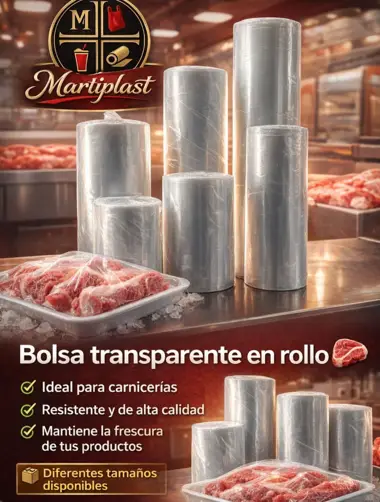 M
Martiplast
Bolsa transparente en rollo
Ideal para carnicerías
Resistente y de alta calidad
Mantiene la frescura
de tus productos
Diferentes tamaños
disponibles